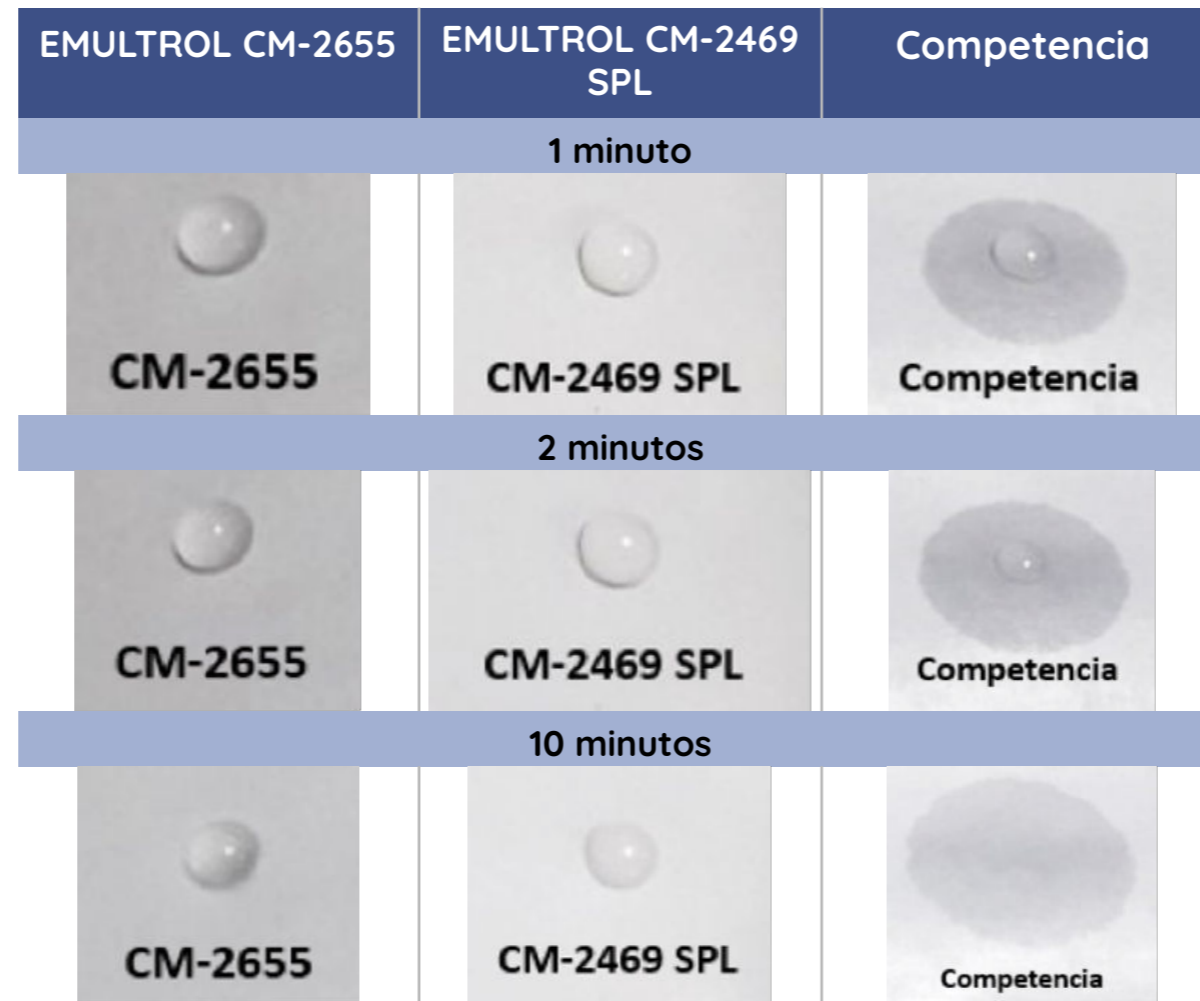 EMULTROL CM-2655
EMULTROL CM-2469
SPL
Competencia
1 minuto
CM-2655
CM-2469 SPL
Competencia
2 minutos
CM-2655
CM-2469 SPL
Competencia
10 minutos
CM-2655
CM-2469 SPL
Competencia